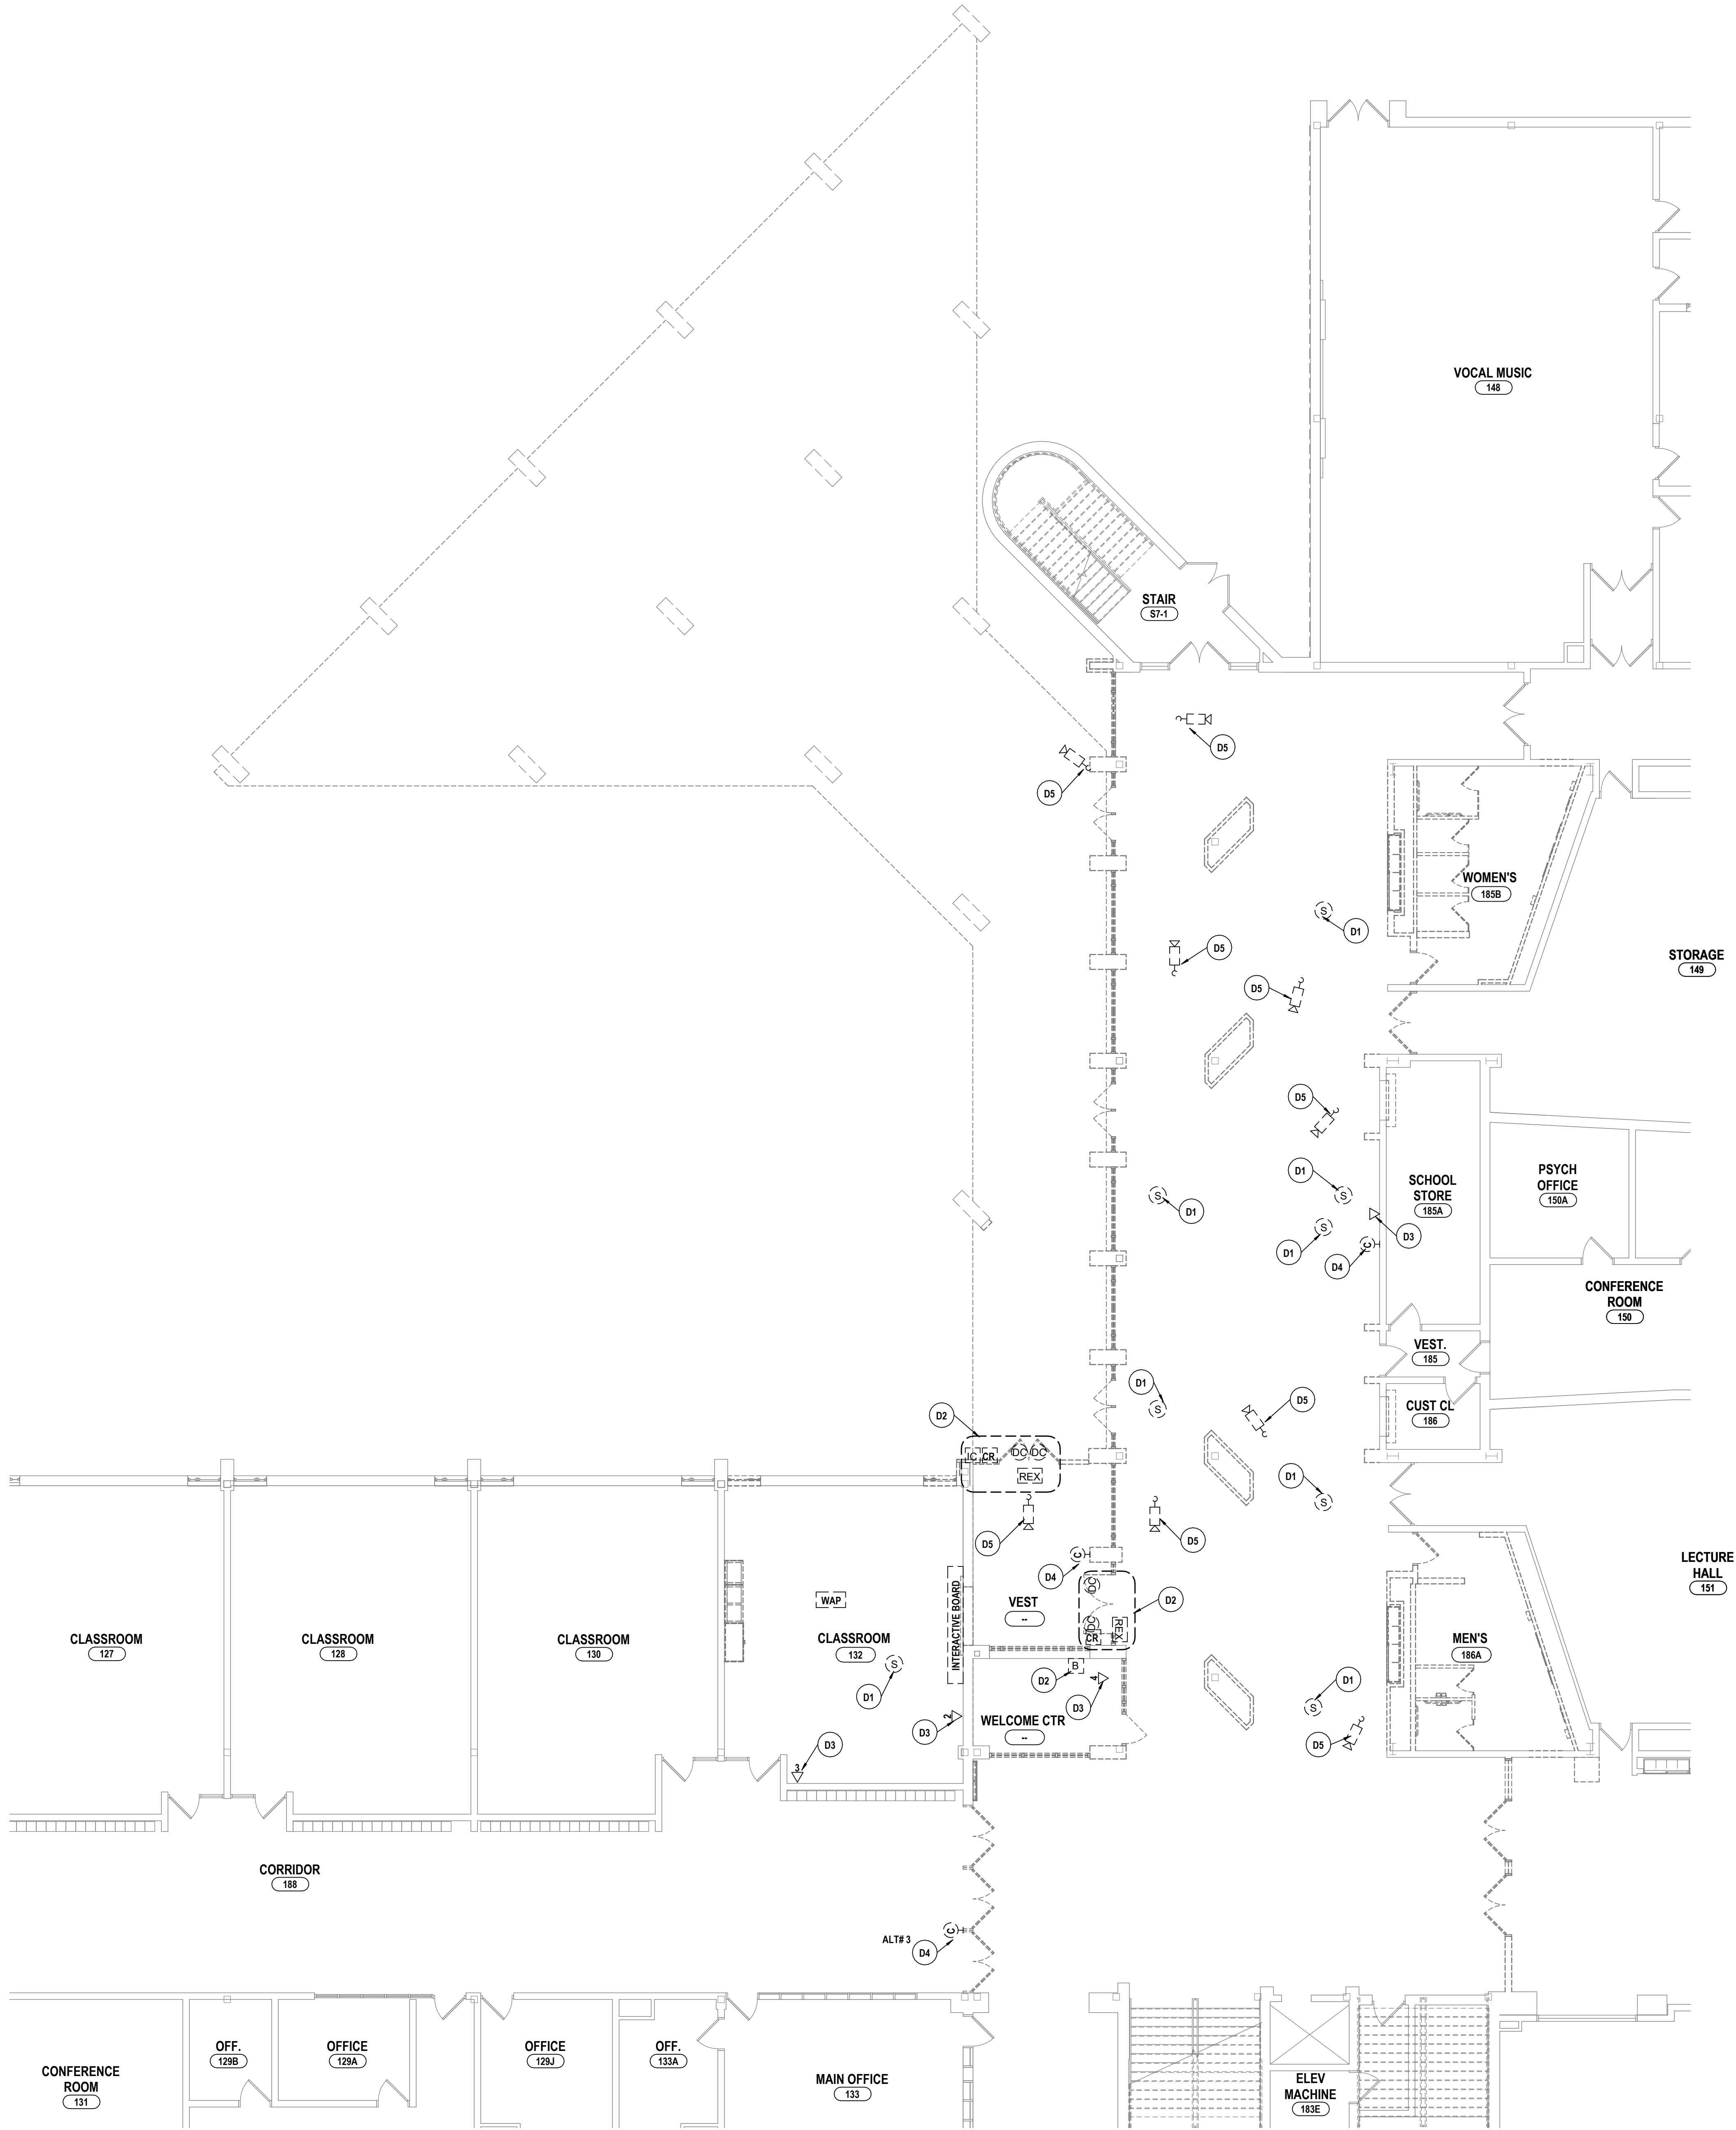 VOCAL MUSIC
148
STAIR
S7-1
D5
D5
WOMEN'S
185B
S
D1
D5
STORAGE
149
D5
D5
D1
S
S
D1
SCHOOL
STORE
185A
PSYCH
OFFICE
150A
S
D1
D3
C
D4
CONFERENCE
ROOM
150
VEST.
185
D1
S
D5
CUST CL
186
D2
IC
CR
DC
DC
REX
D1
S
D5
D5
C
D4
LECTURE
HALL
151
WAP
INTERACTIVE BOARD
VEST
--
DC
DC
REX
CR
D2
CLASSROOM
127
CLASSROOM
128
CLASSROOM
130
CLASSROOM
132
MEN'S
186A
S
D1
B
D2
4
D3
D1
S
2
D3
WELCOME CTR
--
D5
D3
3
CORRIDOR
188
C
ALT# 3
D4
OFF.
129B
OFFICE
129A
OFFICE
129J
OFF.
133A
CONFERENCE
ROOM
131
MAIN OFFICE
133
ELEV
MACHINE
183E